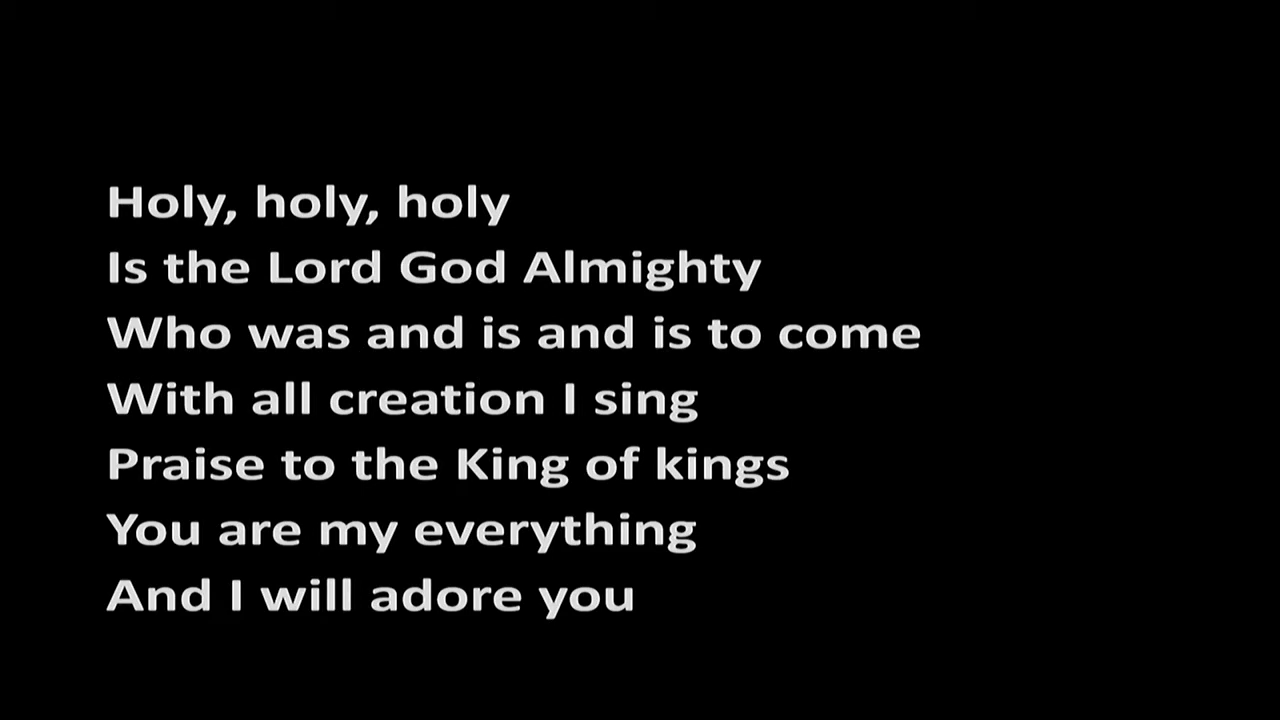 Holy, holy, holy
Is the Lord God Almighty
Who was and is and is to come
With all creation I sing
Praise to the King of kings
You are my everything
And I will adore you